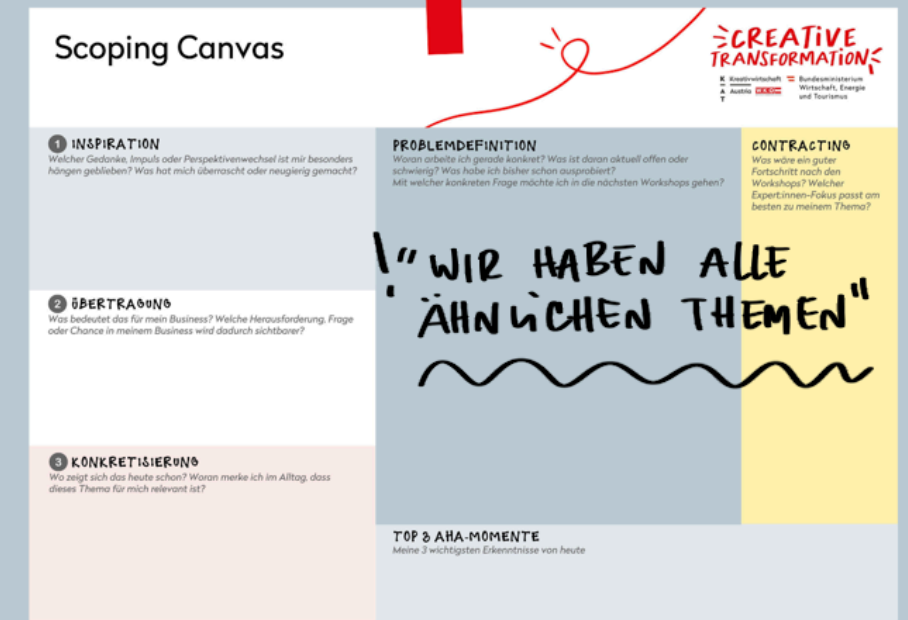 Scoping Canvas
CREATIVE
TRANSFORMATION
K Kreativwirtschaft
A Austria WKO
T
Bundesministerium
Wirtschaft, Energie
und Tourismus
1 INSPIRATION
Welcher Gedanke, Impuls oder Perspektivenwechsel ist mir besonders
hängen geblieben? Was hat mich überrascht oder neugierig gemacht?
PROBLEMDEFINITION
Woran arbeite ich gerade konkret? Was ist daran aktuell offen oder
schwierig? Was habe ich bisher schon ausprobiert?
Mit welcher konkreten Frage möchte ich in die nächsten Workshops gehen?
CONTRACTING
Was wäre ein guter
Fortschritt nach den
Workshops? Welcher
Expert:innen-Fokus passt am
besten zu meinem Thema?
! "WIR HABEN ALLE
ÄHNLICHEN THEMEN"
2 ÜBERTRAGUNG
Was bedeutet das für mein Business? Welche Herausforderung, Frage
oder Chance in meinem Business wird dadurch sichtbarer?
3 KONKRETISIERUNG
Wo zeigt sich das heute schon? Woran merke ich im Alltag, dass
dieses Thema für mich relevant ist?
TOP 3 AHA-MOMENTE
Meine 3 wichtigsten Erkenntnisse von heute